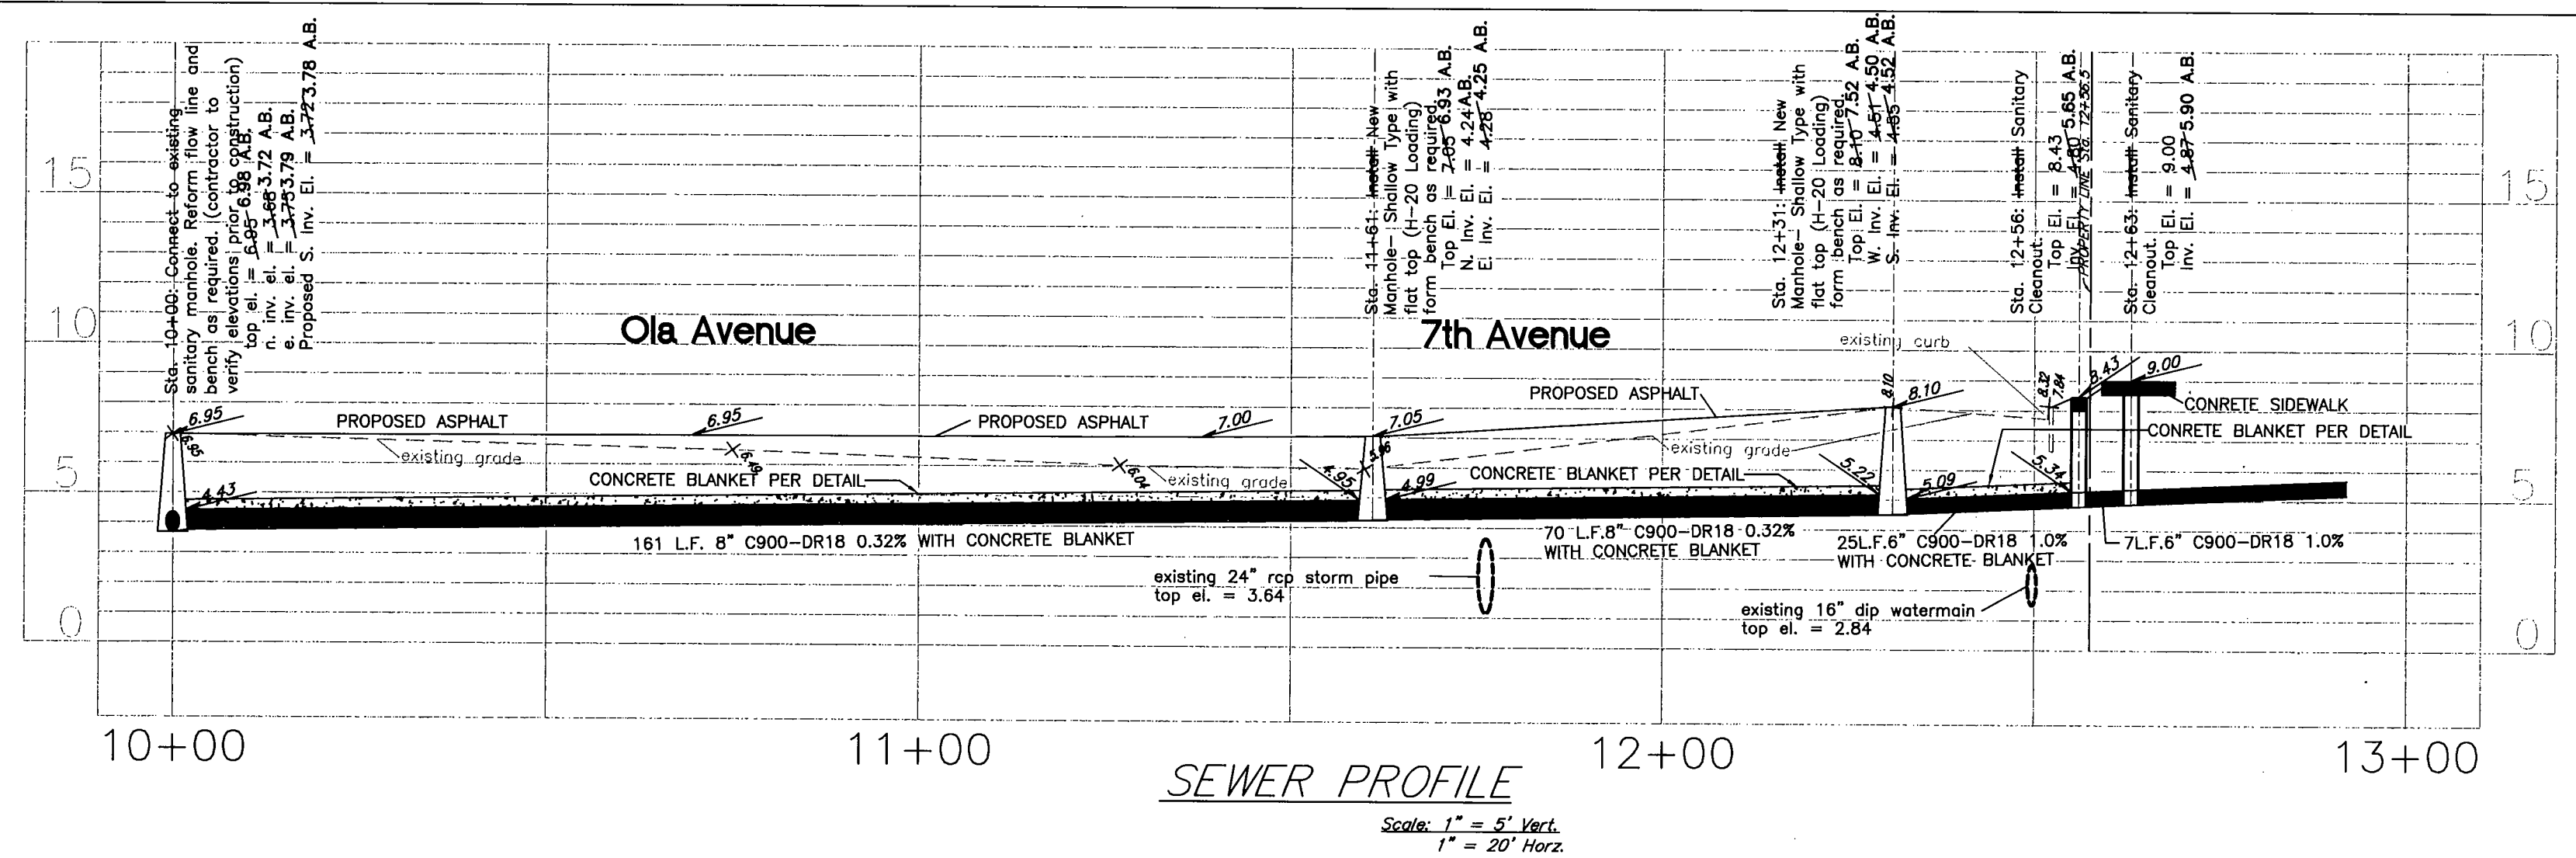 Sta. 10+00: Connect to existing
sanitary manhole. Reform flow line and
bench as required. (contractor to
verify elevations prior to construction)
top el. = 6.95 6.98 A.B.
n. inv. el. = 3.68 3.72 A.B.
e. inv. el. = 3.75 3.79 A.B.
Proposed S. Inv. El. = 3.72 3.78 A.B.
Sta. 11+61: Install New
Manhole- Shallow Type with
flat top (H-20 Loading)
form bench as required.
Top El. = 7.05 6.93 A.B.
N. Inv. El. = 4.24 A.B.
E. Inv. El. = 4.28 4.25 A.B.
Sta. 12+31: Install New
Manhole- Shallow Type with
flat top (H-20 Loading)
form bench as required.
Top El. = 8.10 7.52 A.B.
W. Inv. El. = 4.51 4.50 A.B.
S. Inv. El. = 4.53 4.52 A.B.
Sta. 12+56: Install Sanitary
Cleanout.
Top El. = 8.43
Inv. El. = 4.80 5.65 A.B.
PROPERTY LINE Sta. 12+56.5
Sta. 12+63: Install Sanitary
Cleanout.
Top El. = 9.00
Inv. El. = 4.87 5.90 A.B.
15
15
10
10
5
5
0
0
Ola Avenue
7th Avenue
existing curb
6.95
6.95
PROPOSED ASPHALT
6.95
PROPOSED ASPHALT
7.00
7.05
PROPOSED ASPHALT
8.10
8.10
8.32
7.84
8.43
9.00
CONRETE SIDEWALK
CONRETE BLANKET PER DETAIL
existing grade
6.04
existing grade
existing grade
4.43
CONCRETE BLANKET PER DETAIL
4.95
4.99
CONCRETE BLANKET PER DETAIL
5.22
5.09
5.34
161 L.F. 8" C900-DR18 0.32% WITH CONCRETE BLANKET
70 L.F.8" C900-DR18 0.32%
WITH CONCRETE BLANKET
25L.F.6" C900-DR18 1.0%
WITH CONCRETE BLANKET
7L.F.6" C900-DR18 1.0%
existing 24" rcp storm pipe
top el. = 3.64
existing 16" dip watermain
top el. = 2.84
10+00
11+00
12+00
13+00
SEWER PROFILE
Scale: 1" = 5' Vert.
1" = 20' Horz.